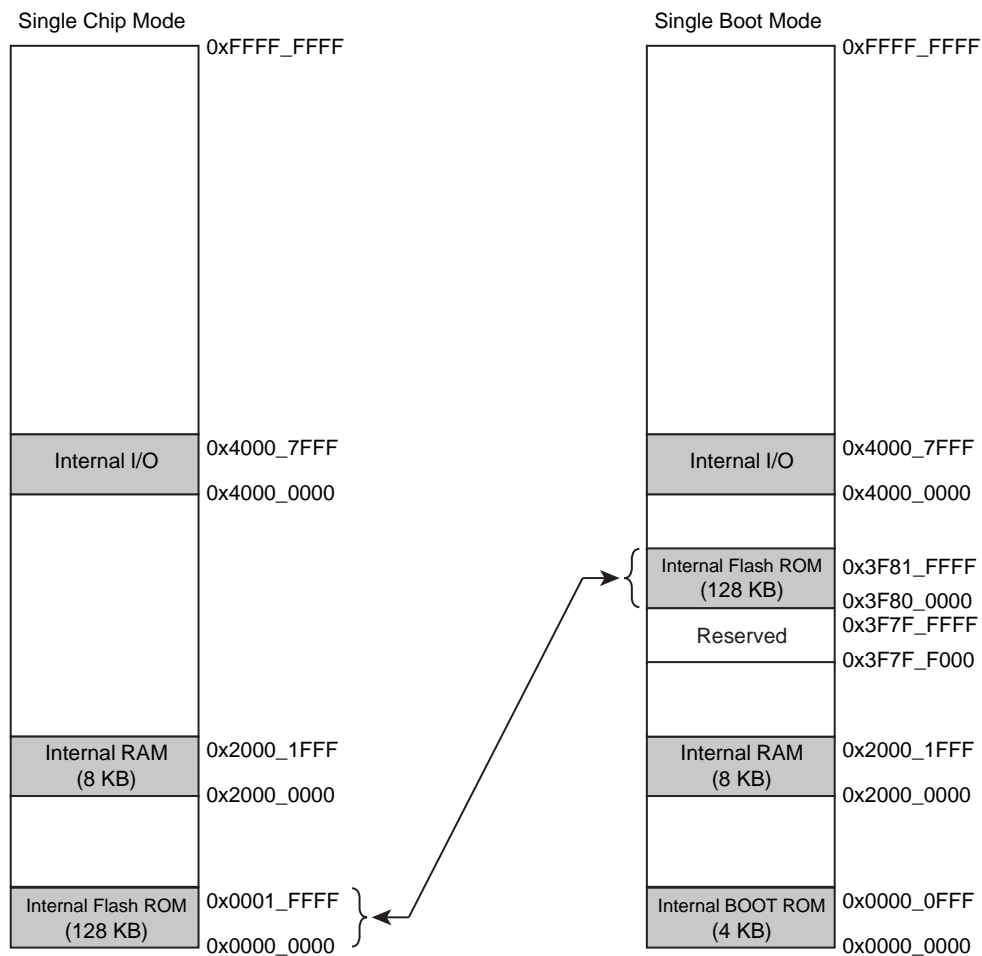 Single Chip Mode
0xFFFF_FFFF
Internal I/O
0x4000_7FFF
0x4000_0000
Internal RAM
(8 KB)
0x2000_1FFF
0x2000_0000
Internal Flash ROM
(128 KB)
0x0001_FFFF
0x0000_0000
Single Boot Mode
0xFFFF_FFFF
Internal I/O
0x4000_7FFF
0x4000_0000
Internal Flash ROM
(128 KB)
0x3F81_FFFF
0x3F80_0000
Reserved
0x3F7F_FFFF
0x3F7F_F000
Internal RAM
(8 KB)
0x2000_1FFF
0x2000_0000
Internal BOOT ROM
(4 KB)
0x0000_0FFF
0x0000_0000